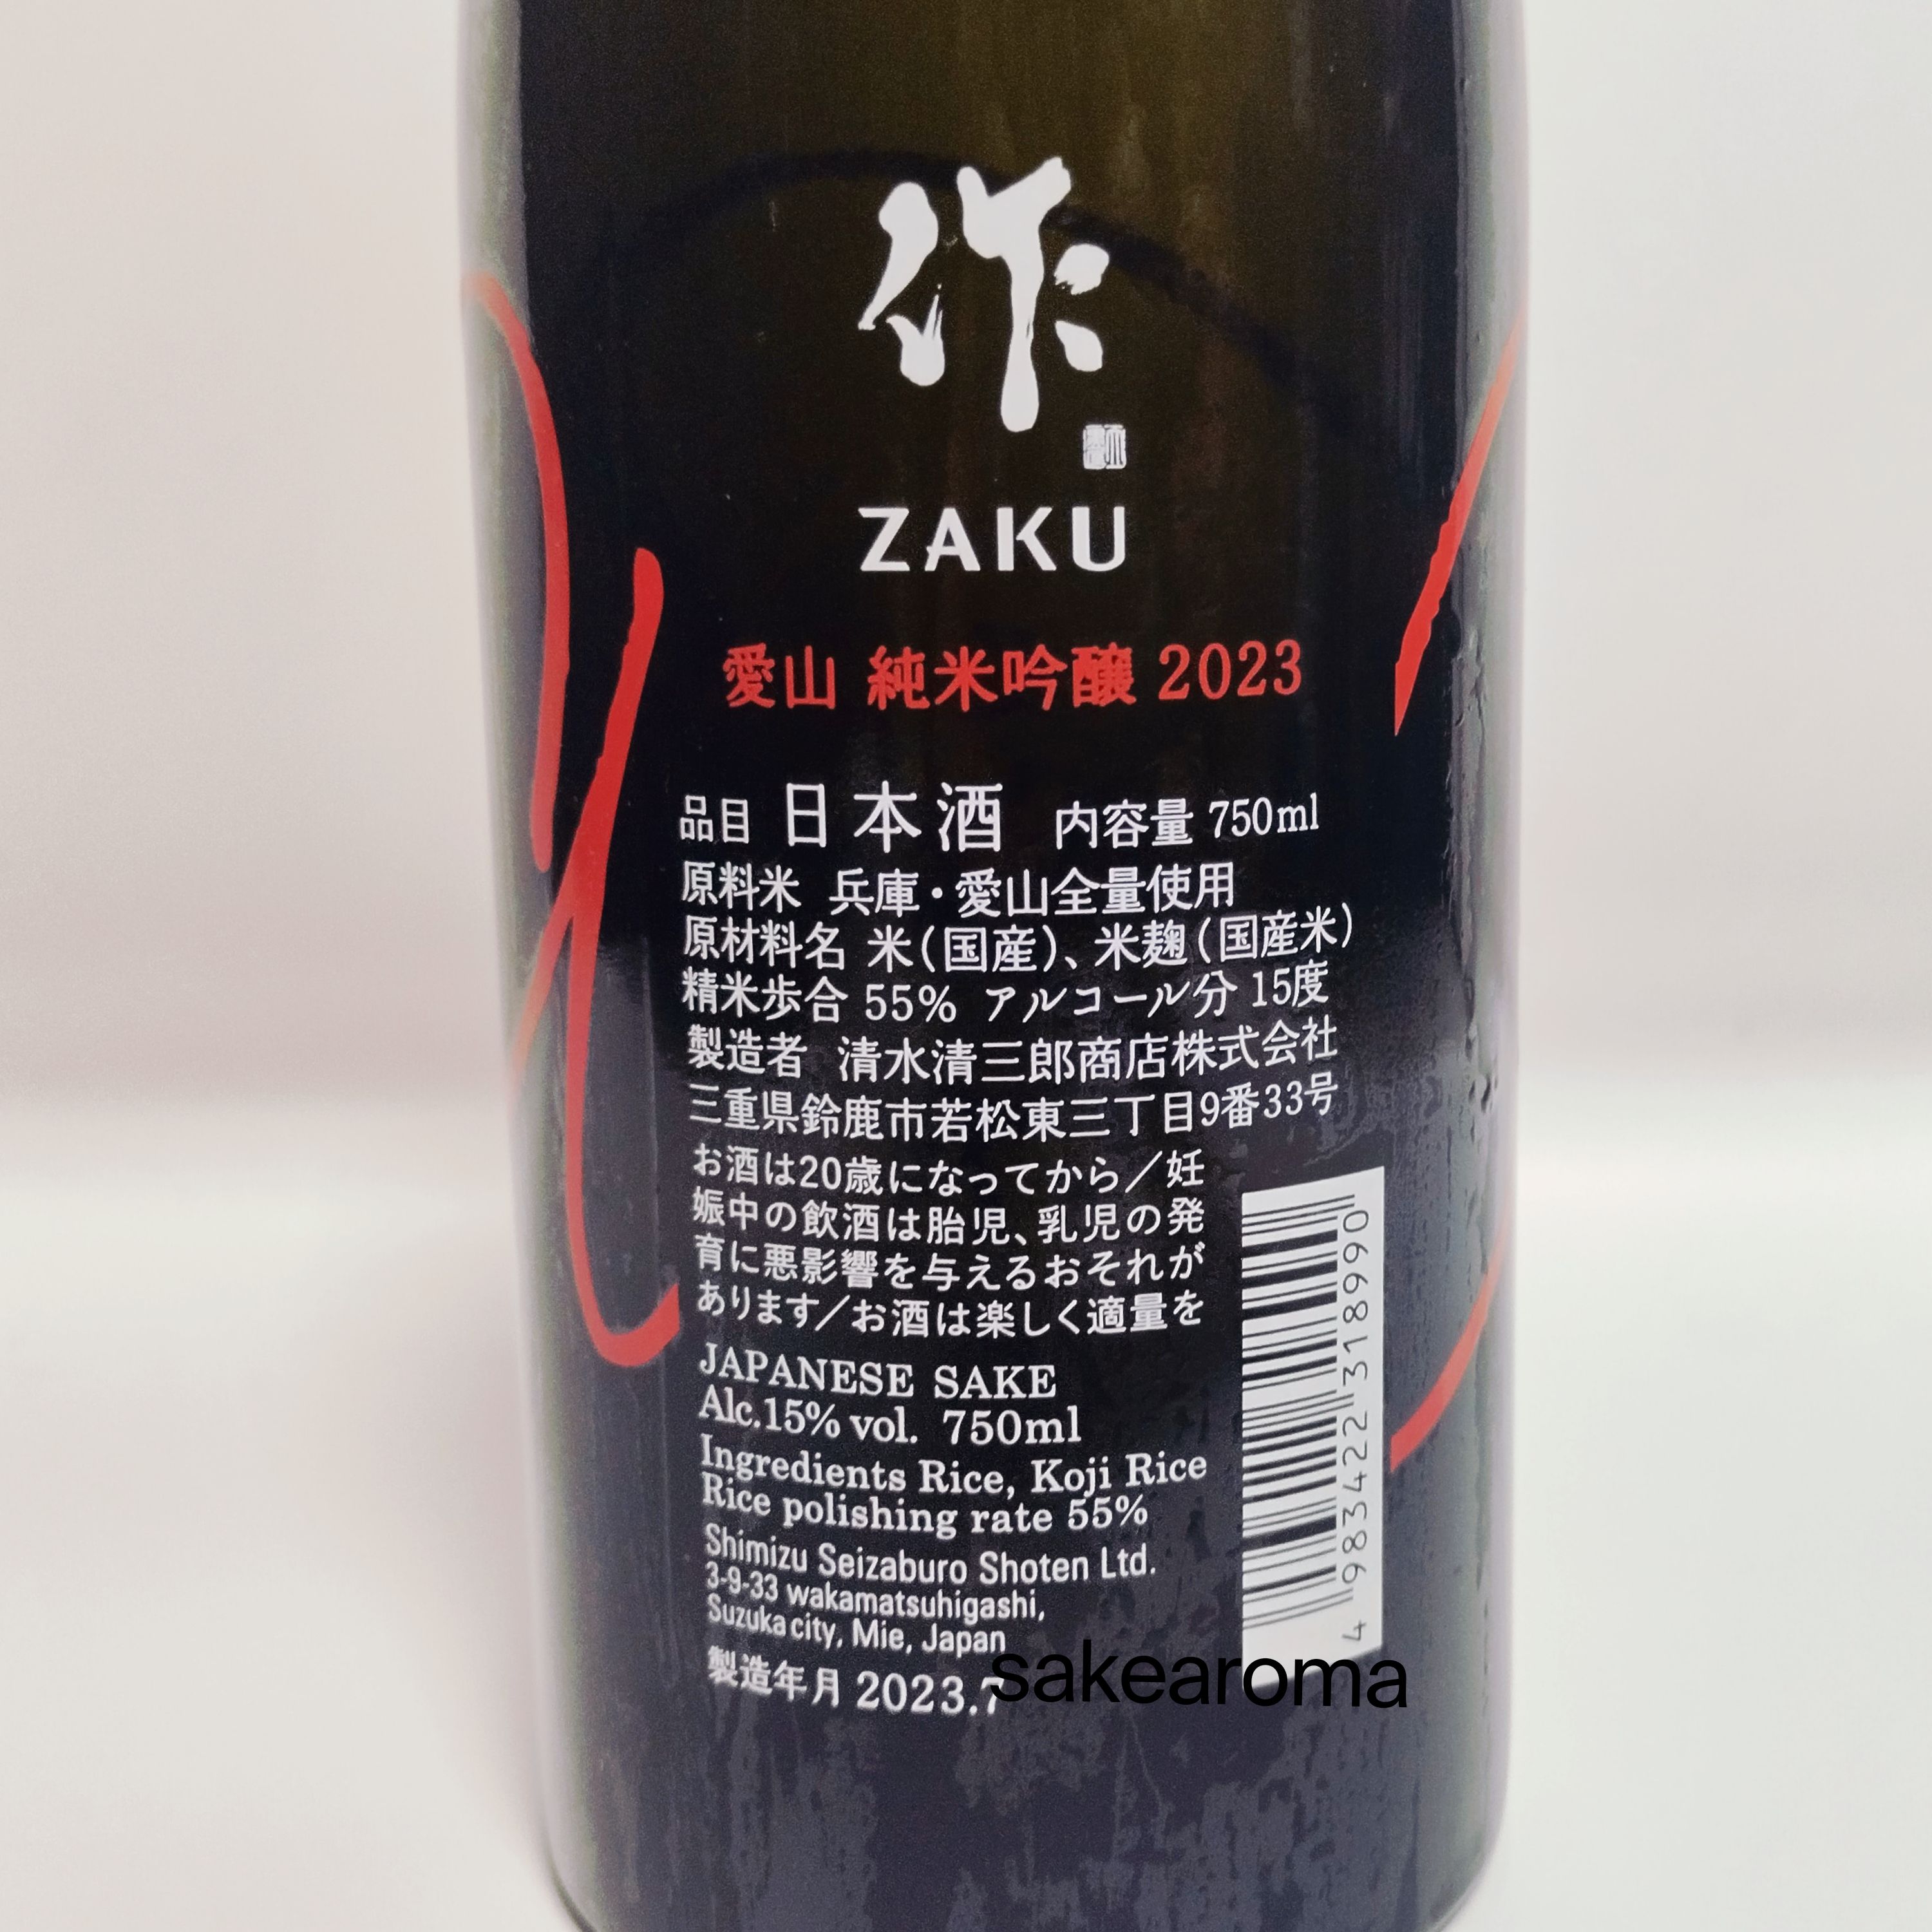 作
ZAKU
愛山 純米吟醸 2023
品目 日本酒 内容量 750ml
原料米 兵庫・愛山全量使用
原材料名 米(国産)、米麹(国産米)
精米歩合 55% アルコール分 15度
製造者 清水清三郎商店株式会社
三重県鈴鹿市若松東三丁目9番33号
お酒は20歳になってから/妊
娠中の飲酒は胎児、乳児の発
育に悪影響を与えるおそれが
あります/お酒は楽しく適量を
JAPANESE SAKE
Alc.15% vol. 750ml
Ingredients Rice, Koji Rice
Rice polishing rate 55%
Shimizu Seizaburo Shoten Ltd.
3-9-33 wakamatsuhigashi,
Suzuka city, Mie, Japan
製造年月 2023.7
4 983422 318990
sakearoma